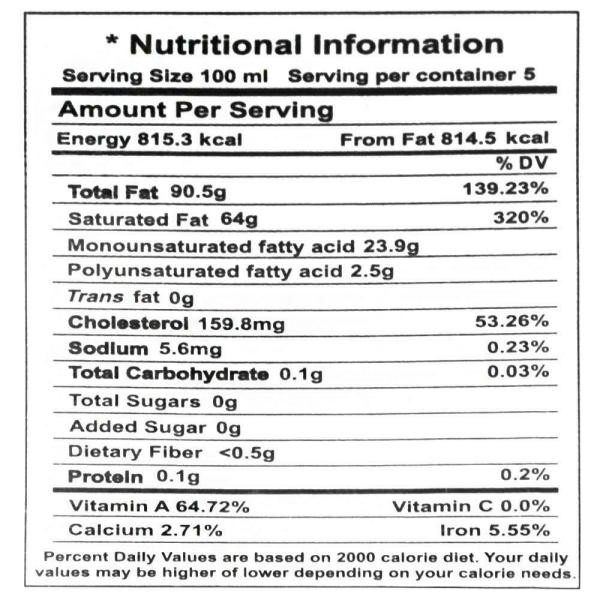 * Nutritional Information
Serving Size 100 ml Serving per container 5
Amount Per Serving
Energy 815.3 kcal From Fat 814.5 kcal
% DV
Total Fat 90.5g 139.23%
Saturated Fat 64g 320%
Monounsaturated fatty acid 23.9g
Polyunsaturated fatty acid 2.5g
Trans fat 0g
Cholesterol 159.8mg 53.26%
Sodium 5.6mg 0.23%
Total Carbohydrate 0.1g 0.03%
Total Sugars 0g
Added Sugar 0g
Dietary Fiber <0.5g
Protein 0.1g 0.2%
Vitamin A 64.72% Vitamin C 0.0%
Calcium 2.71% Iron 5.55%
Percent Daily Values are based on 2000 calorie diet. Your daily
values may be higher of lower depending on your calorie needs.